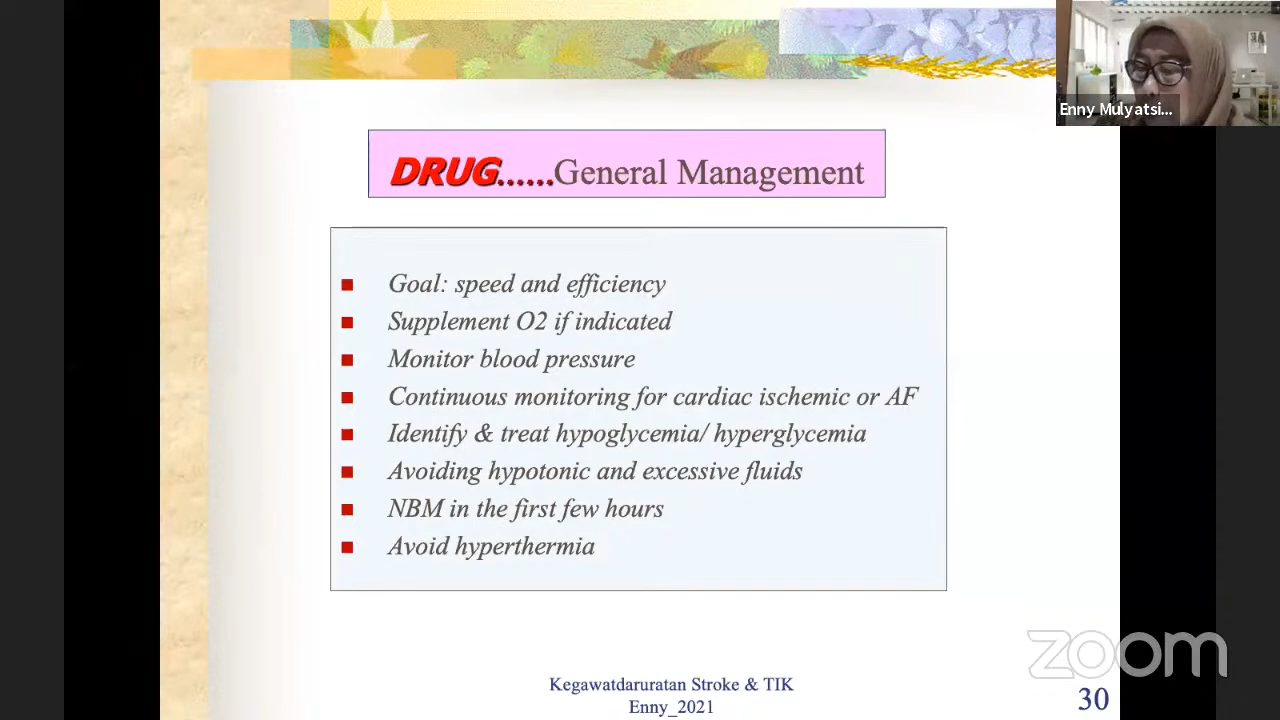 Enny Mulyatsi...
DRUG......General Management
Goal: speed and efficiency
Supplement O2 if indicated
Monitor blood pressure
Continuous monitoring for cardiac ischemic or AF
Identify & treat hypoglycemia/ hyperglycemia
Avoiding hypotonic and excessive fluids
NBM in the first few hours
Avoid hyperthermia
zoom
Kegawatdaruratan Stroke & TIK
Enny_2021
30